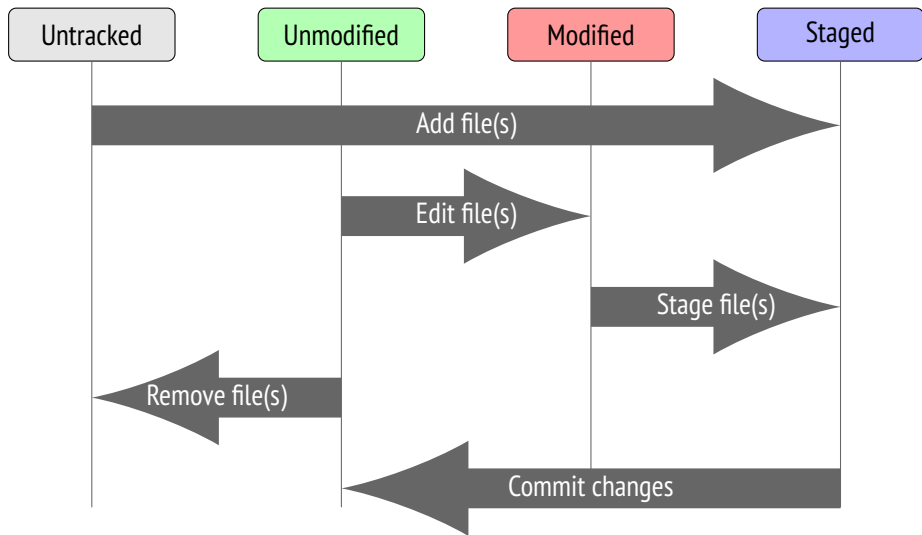 Untracked
Unmodified
Modified
Staged
Add file(s)
Edit file(s)
Stage file(s)
Remove file(s)
Commit changes